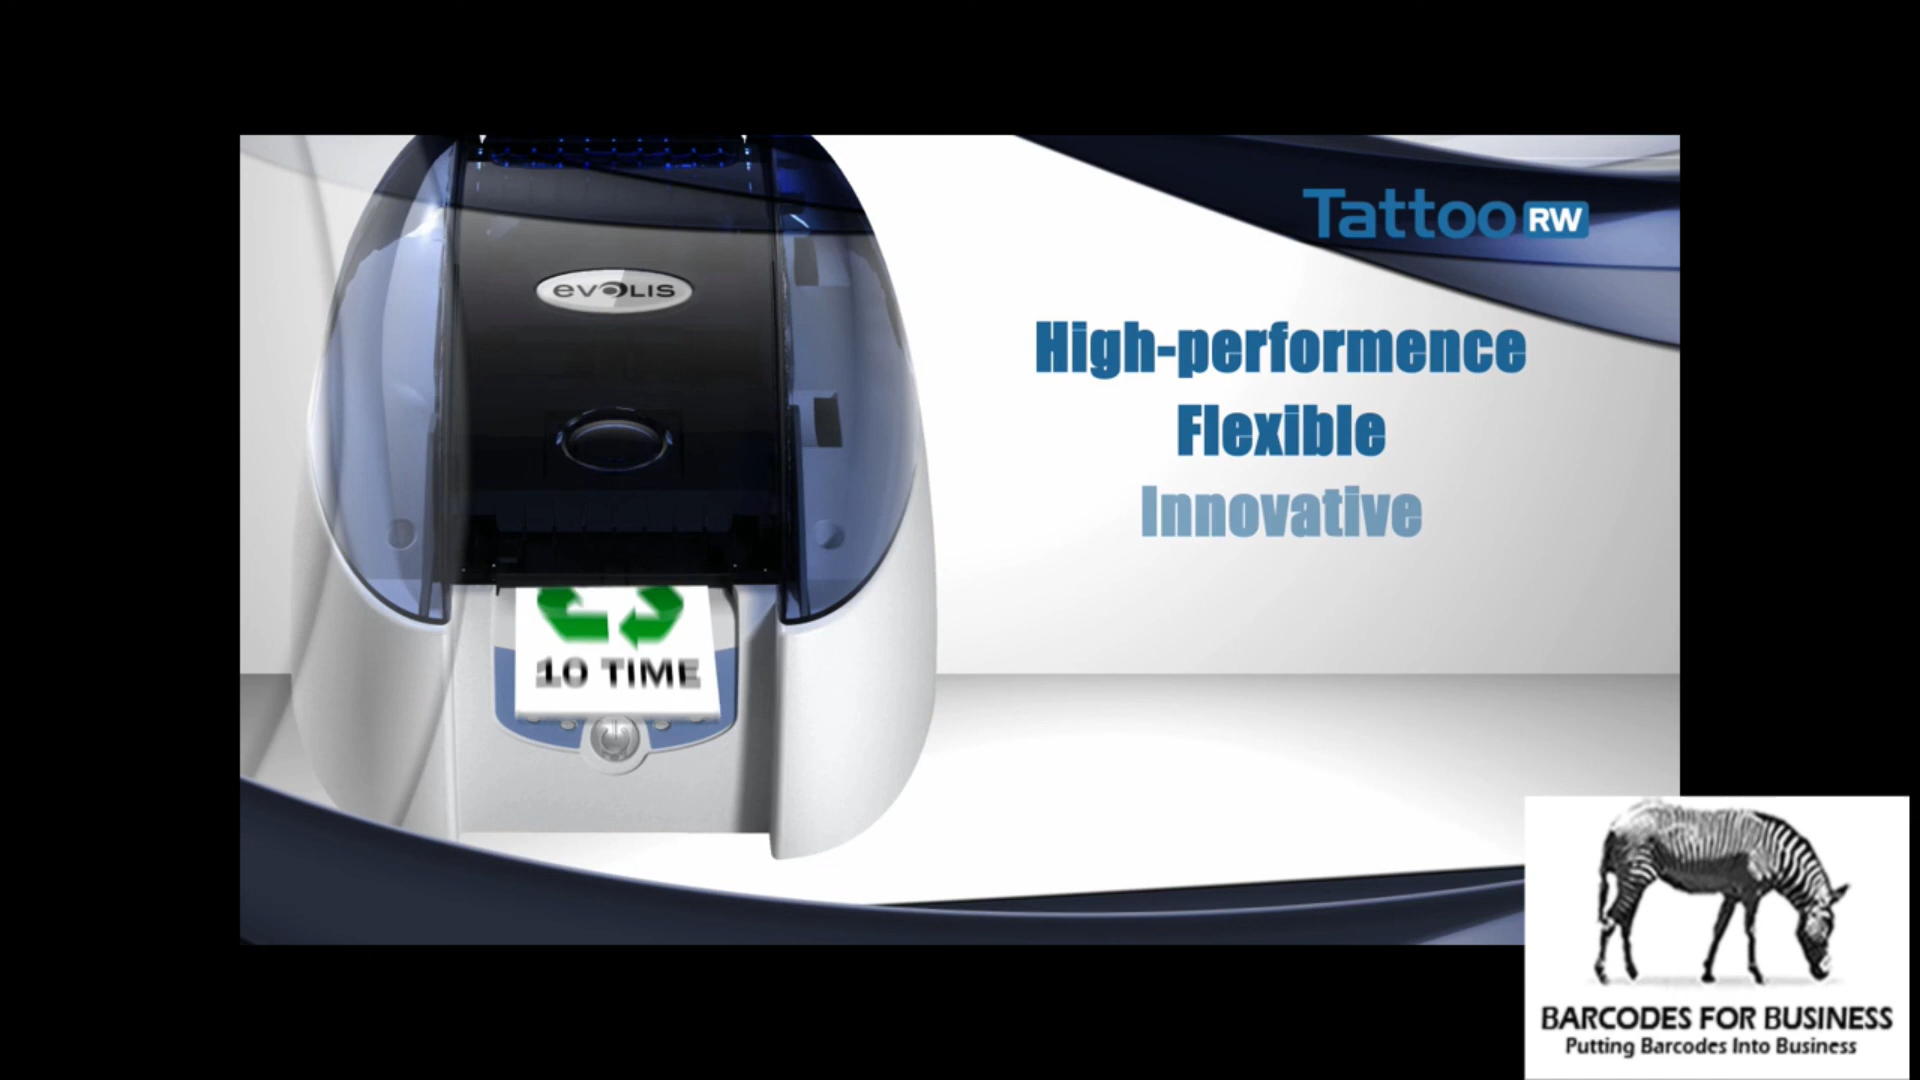 Tattoo RW
evolis
High-performence
Flexible
Innovative
10 TIME
BARCODES FOR BUSINESS
Putting Barcodes Into Business